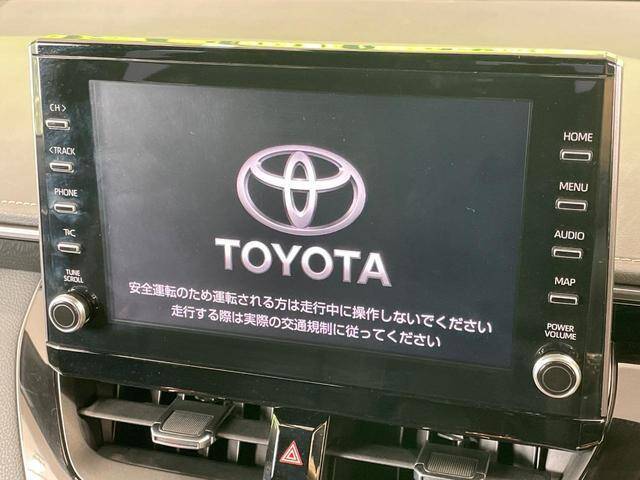 CH >
< TRACK
PHONE
T/C
TUNE
SCROLL
TOYOTA
安全運転のため運転される方は走行中に操作しないでください
走行する際は実際の交通規制に従ってください
HOME
MENU
AUDIO
MAP
POWER
VOLUME